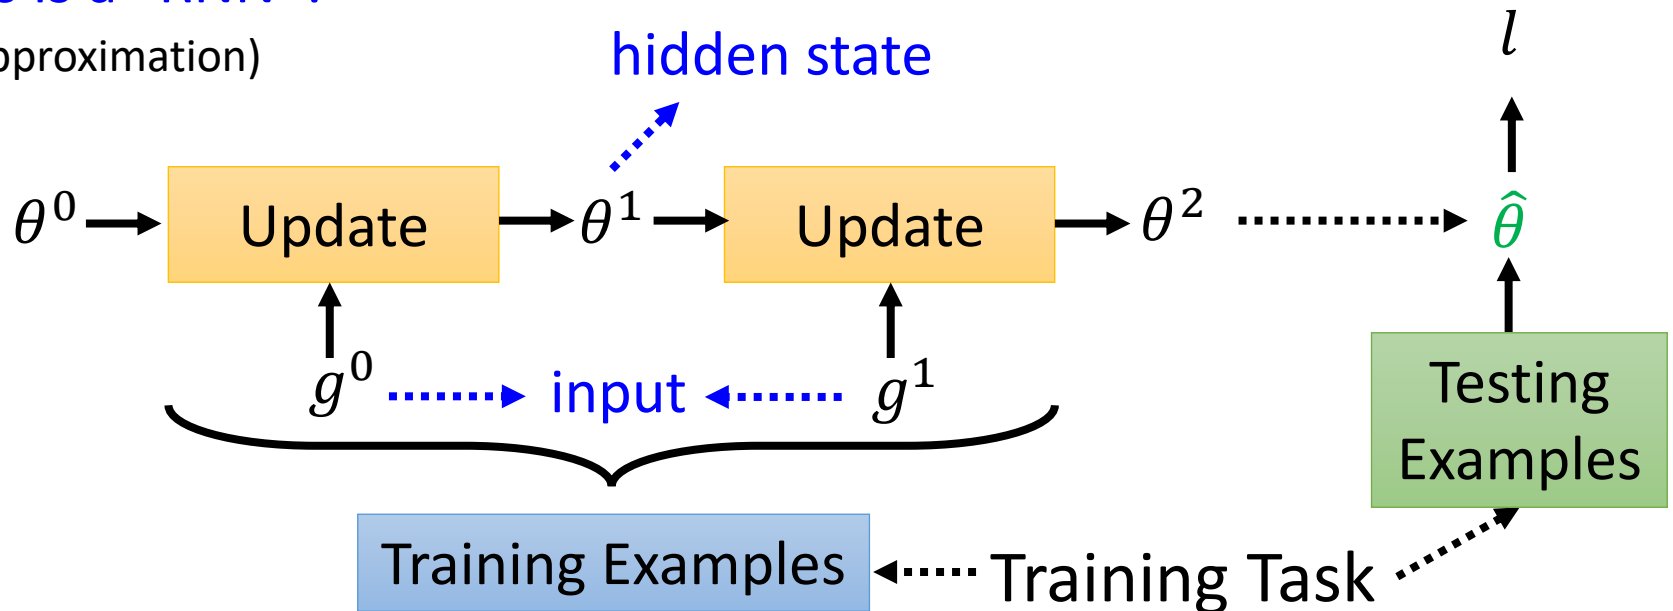 pproximation)
hidden state
l
θ⁰ Update θ¹ Update θ² θ̂
g⁰ input g¹
Testing
Examples
Training Examples
Training Task